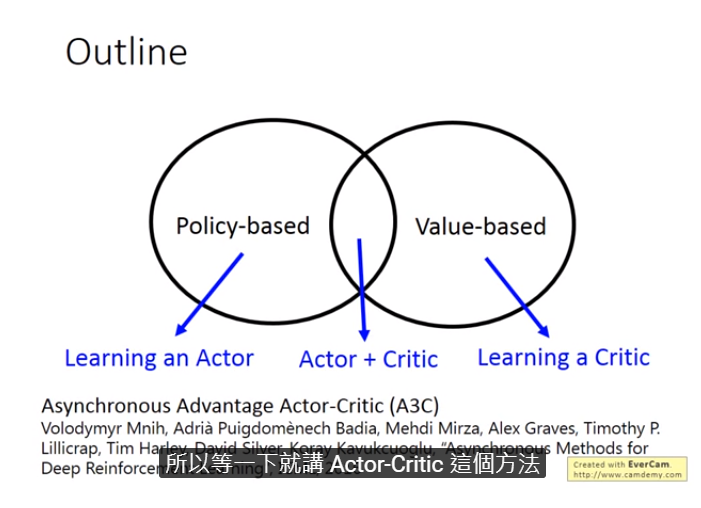 Outline
Policy-based
Value-based
Learning an Actor
Actor + Critic
Learning a Critic
Asynchronous Advantage Actor-Critic (A3C)
Volodymyr Mnih, Adrià Puigdomènech Badia, Mehdi Mirza, Alex Graves, Timothy P.
Lillicrap, Tim Harley, David Silver, Koray Kavukcuoglu, “Asynchronous Methods for
Deep Reinforcement Learning
所以等一下就講 Actor-Critic 這個方法
Created with EverCam.
http://www.camdemy.com